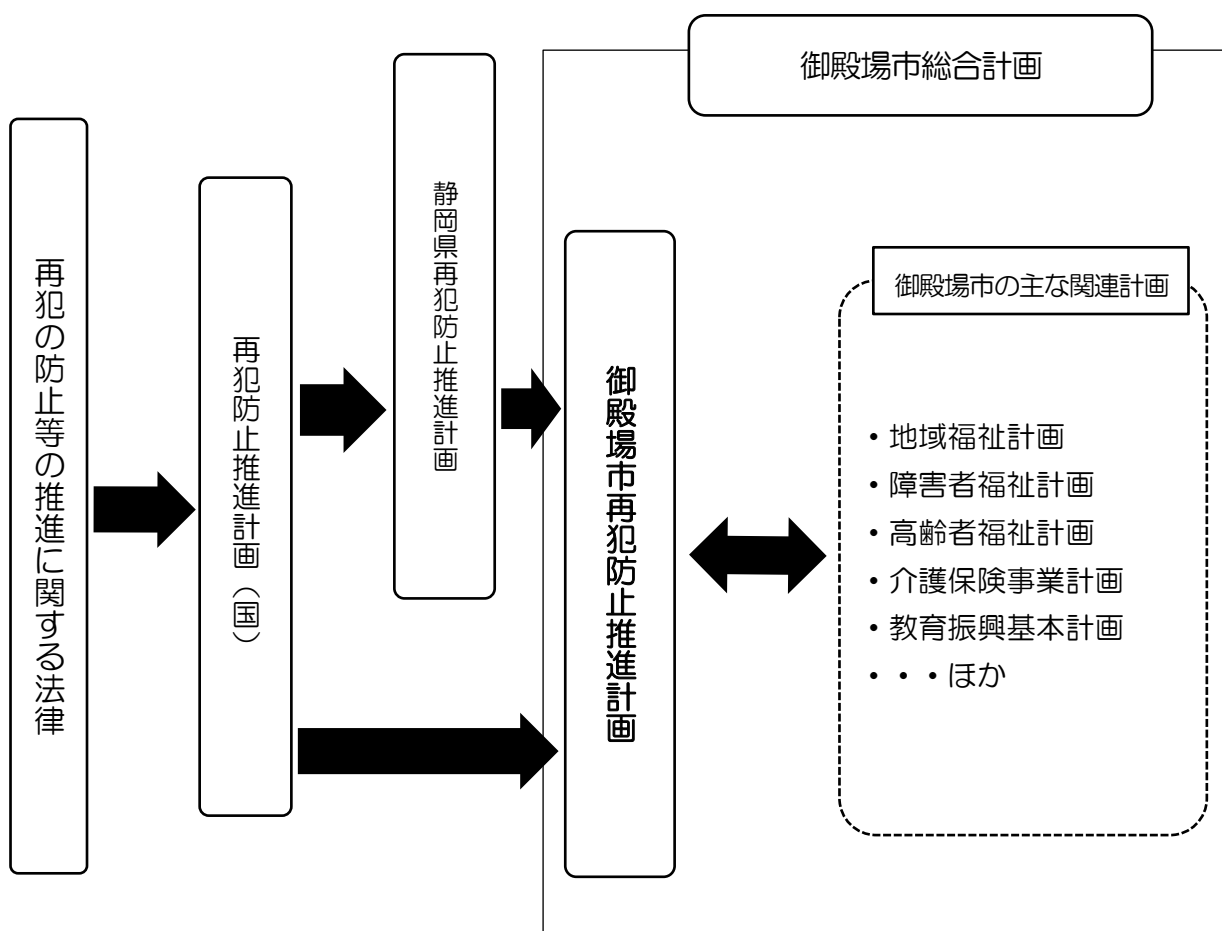 御殿場市総合計画
再犯の防止等の推進に関する法律
再犯防止推進計画（国）
静岡県再犯防止推進計画
御殿場市再犯防止推進計画
御殿場市の主な関連計画
・地域福祉計画
・障害者福祉計画
・高齢者福祉計画
・介護保険事業計画
・教育振興基本計画
・・・ほか